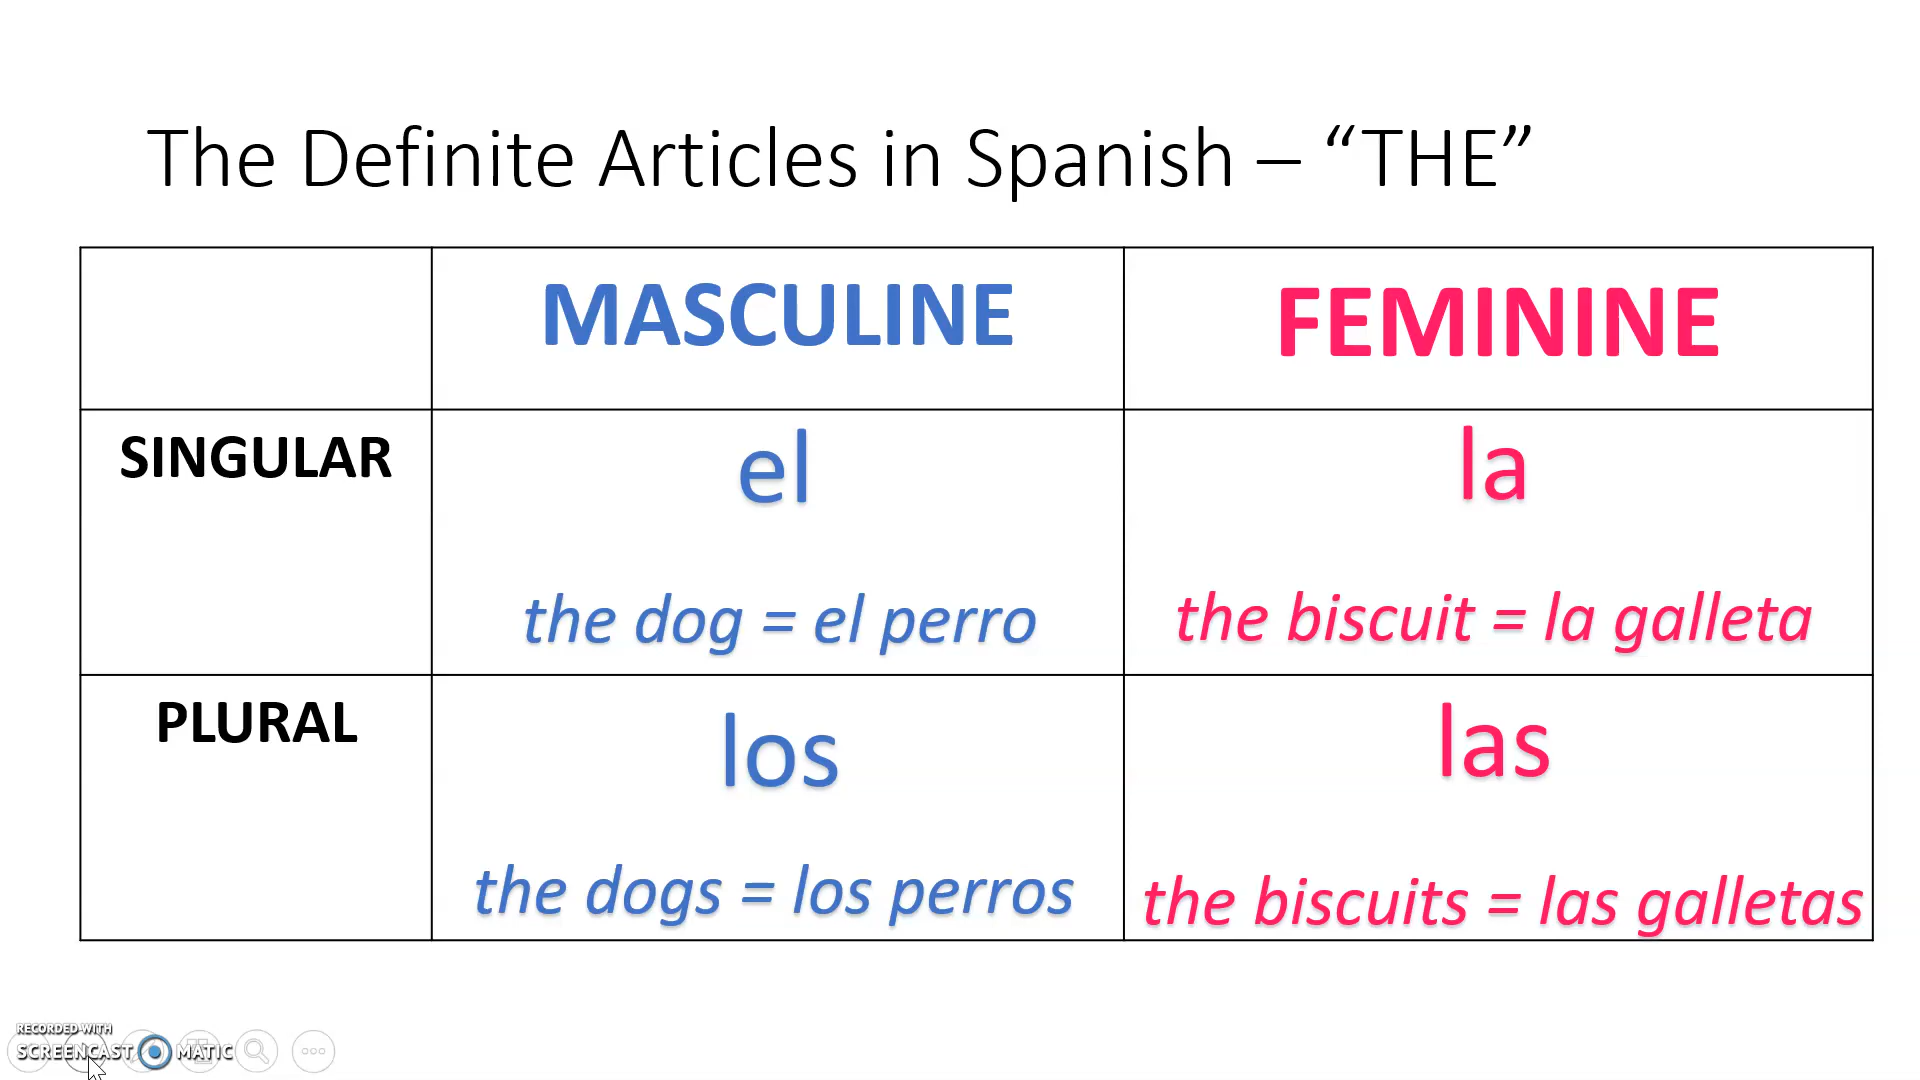 The Definite Articles in Spanish – “THE”
MASCULINE
FEMININE
SINGULAR
el
la
the dog = el perro
the biscuit = la galleta
PLURAL
los
las
the dogs = los perros
the biscuits = las galletas
RECORDED WITH
SCREENCAST MATIC